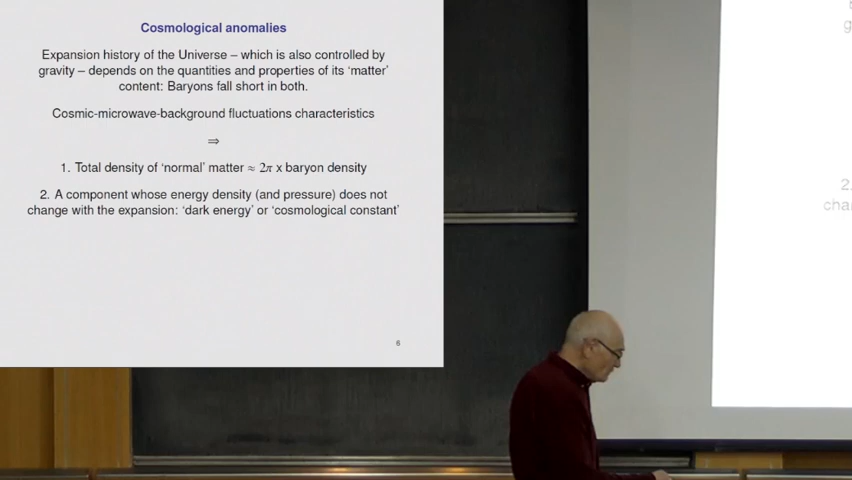 Cosmological anomalies
Expansion history of the Universe – which is also controlled by
gravity – depends on the quantities and properties of its ‘matter’
content: Baryons fall short in both.
Cosmic-microwave-background fluctuations characteristics
⇒
1. Total density of ‘normal’ matter ≈ 2π x baryon density
2. A component whose energy density (and pressure) does not
change with the expansion: ‘dark energy’ or ‘cosmological constant’
6
g
2.
cha